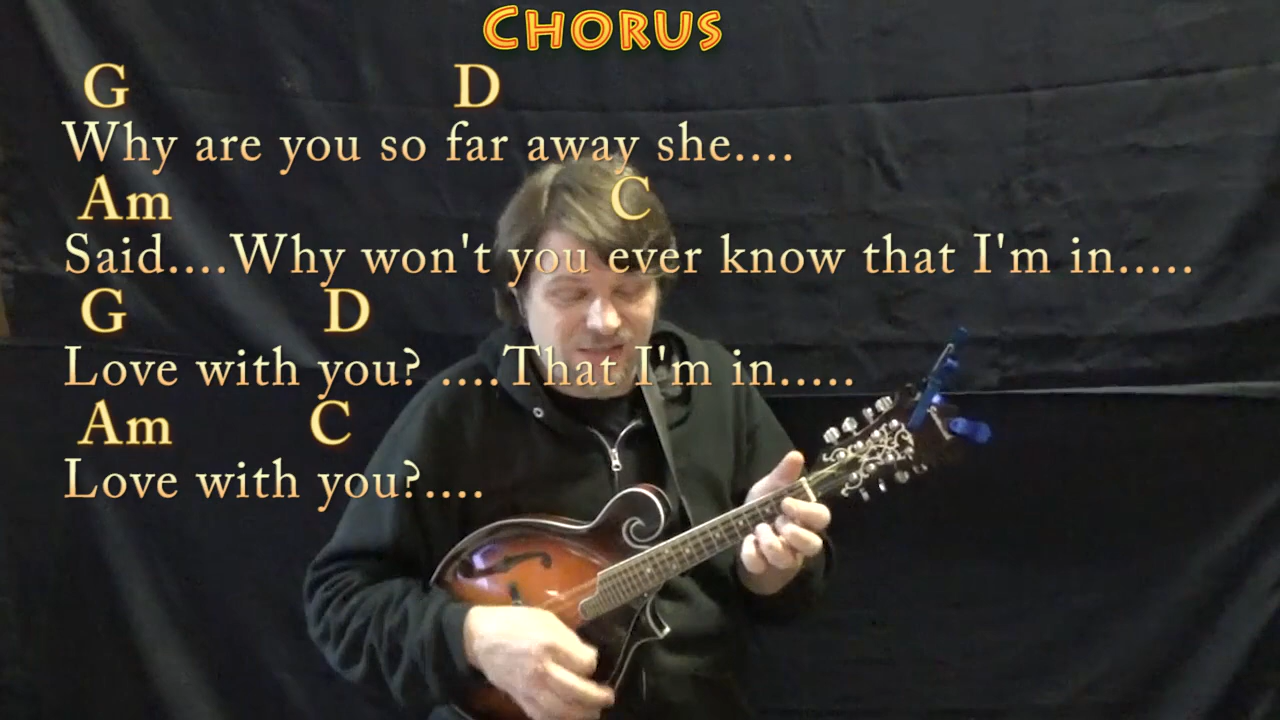 CHORUS
G D
Why are you so far away she....
Am C
Said....Why won't you ever know that I'm in.....
G D
Love with you? ....That I'm in.....
Am C
Love with you?....